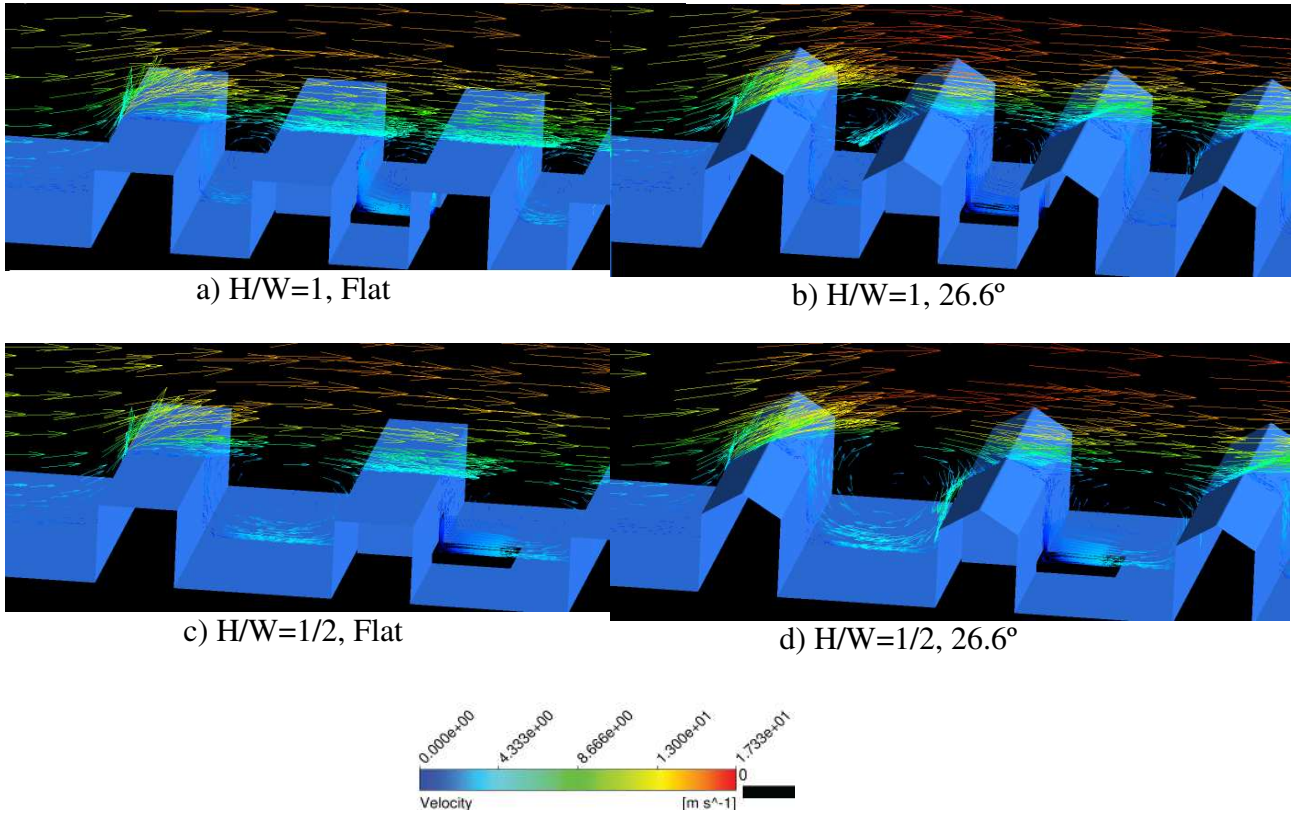 a) H/W=1, Flat
b) H/W=1, 26.6º
c) H/W=1/2, Flat
d) H/W=1/2, 26.6º
0.000e+00
4.333e+00
8.666e+00
1.300e+01
1.733e+01
0
Velocity
[m s^-1]